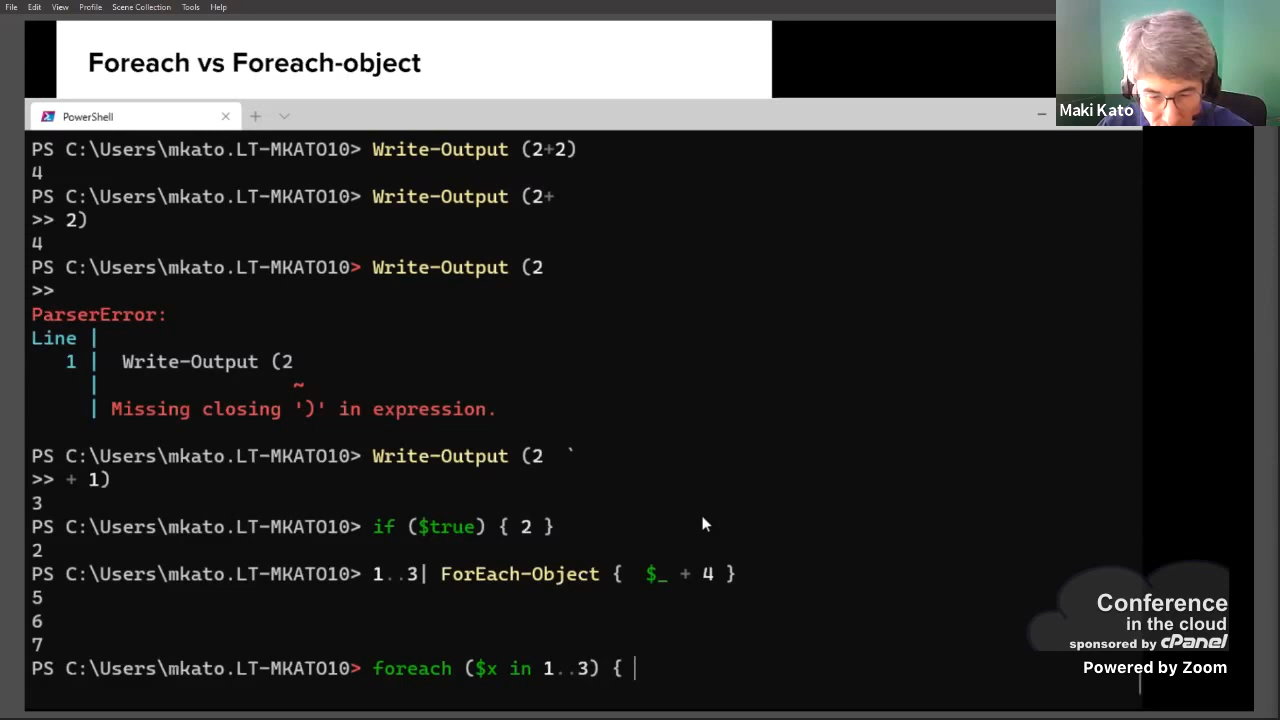 File Edit View Profiles Scene Collection Tools Help
Foreach vs Foreach-object
Maki Kato
PowerShell
PS C:\Users\mkato.LT-MKATO10> Write-Output (2+2)
4
PS C:\Users\mkato.LT-MKATO10> Write-Output (2+
>> 2)
4
PS C:\Users\mkato.LT-MKATO10> Write-Output (2
>>
ParserError:
Line |
1 | Write-Output (2
| ~
| Missing closing ')' in expression.
PS C:\Users\mkato.LT-MKATO10> Write-Output (2 `
>> + 1)
3
PS C:\Users\mkato.LT-MKATO10> if ($true) { 2 }
2
PS C:\Users\mkato.LT-MKATO10> 1..3| ForEach-Object { $_ + 4 }
5
6
7
PS C:\Users\mkato.LT-MKATO10> foreach ($x in 1..3) {
Conference
in the cloud
sponsored by cPanel
Powered by Zoom